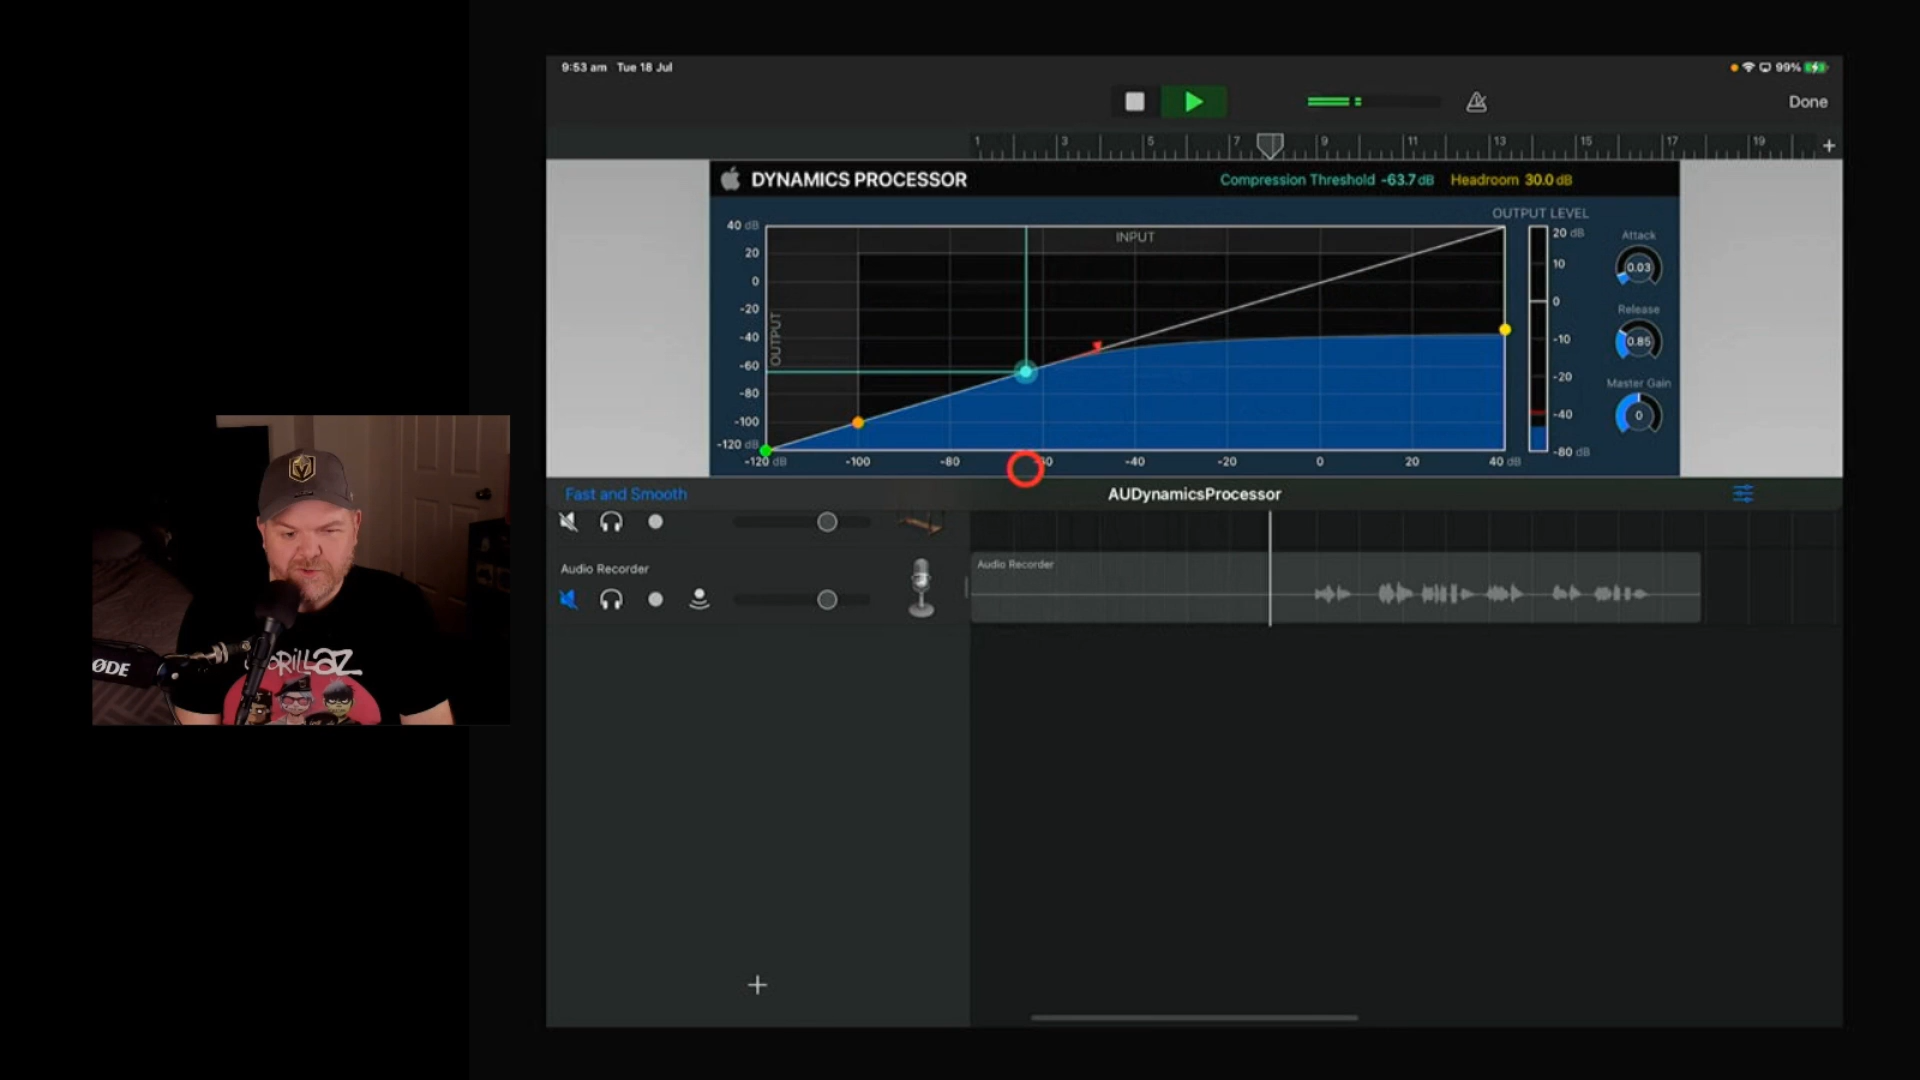 9:53 am Tue 18 Jul
99%
Done
1 3 5 7 9 11 13 15 17 19 +
DYNAMICS PROCESSOR
Compression Threshold -63.7 dB Headroom 30.0 dB
OUTPUT LEVEL
40 dB
20
0
-20
-40
-60
-80
-100
-120 dB
INPUT
OUTPUT
-120 dB -100 -80 -40 -20 0 20 40 dB
20 dB
10
0
-10
-20
-40
-80 dB
Attack
0.03
Release
0.85
Master Gain
0
Fast and Smooth
AUDynamicsProcessor
Audio Recorder
Audio Recorder
+
RØDE
GORILLAZ